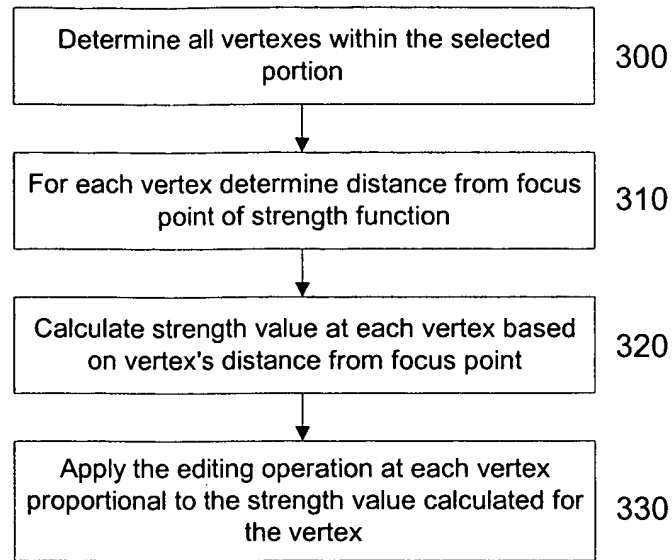 Determine all vertexes within the selected
portion
300
For each vertex determine distance from focus
point of strength function
310
Calculate strength value at each vertex based
on vertex's distance from focus point
320
Apply the editing operation at each vertex
proportional to the strength value calculated for
the vertex
330